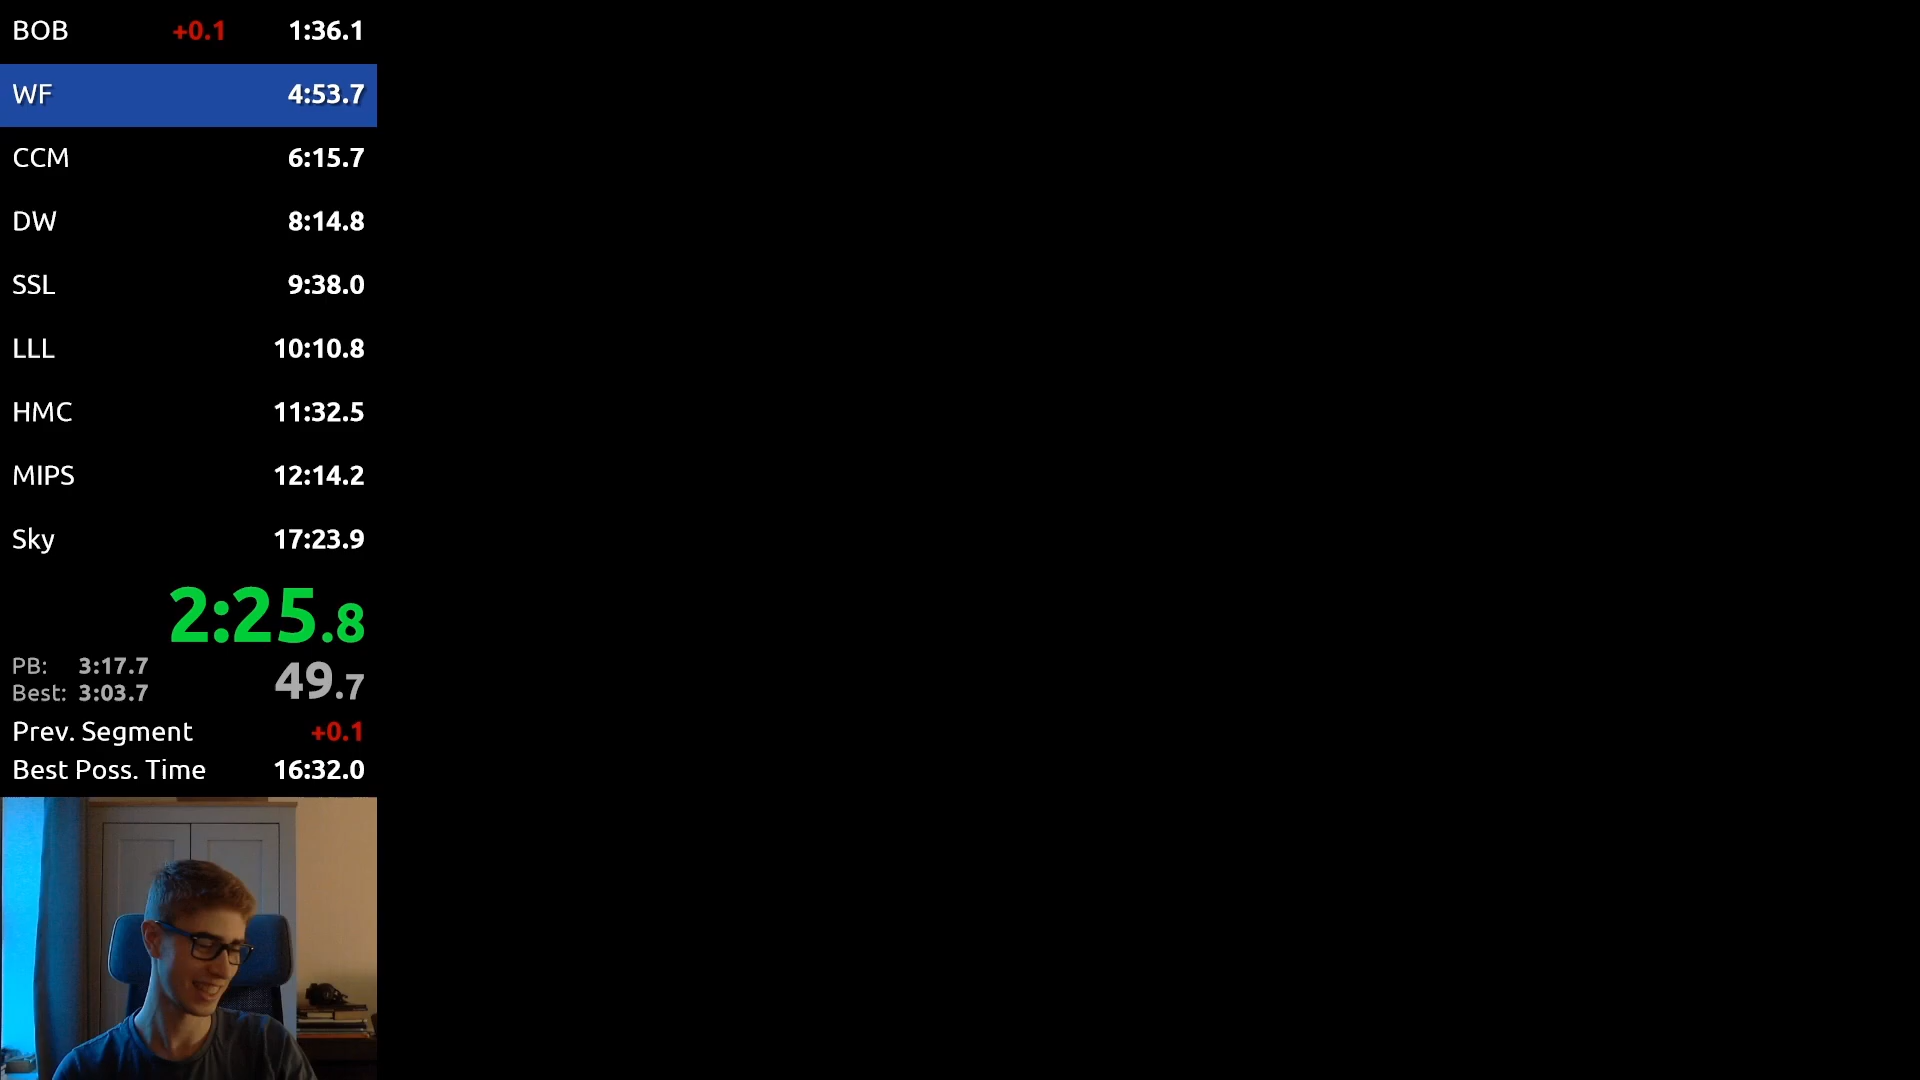 BOB +0.1 1:36.1
WF 4:53.7
CCM 6:15.7
DW 8:14.8
SSL 9:38.0
LLL 10:10.8
HMC 11:32.5
MIPS 12:14.2
Sky 17:23.9
2:25.8
PB: 3:17.7
Best: 3:03.7
49.7
Prev. Segment +0.1
Best Poss. Time 16:32.0